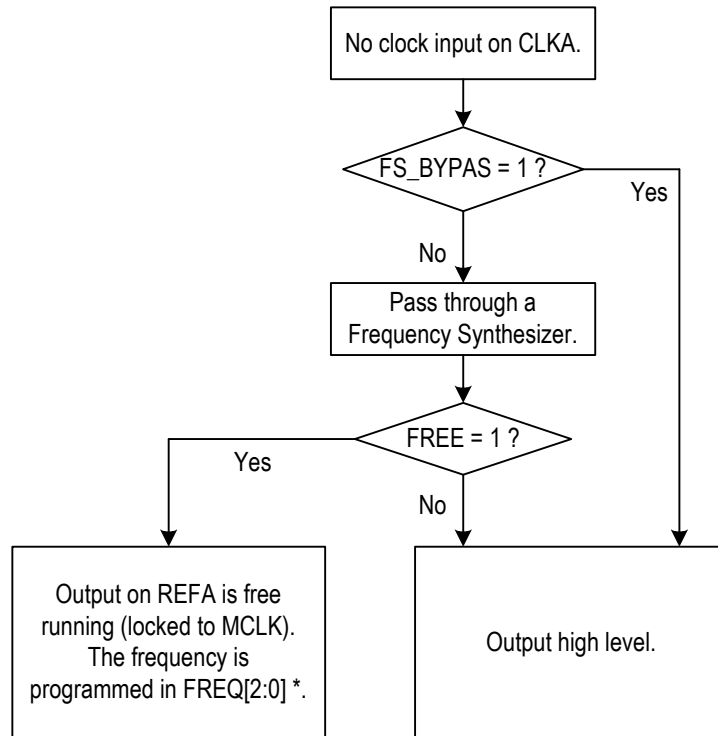 No clock input on CLKA.
FS_BYPAS = 1 ?
Yes
No
Pass through a
Frequency Synthesizer.
FREE = 1 ?
Yes
No
Output on REFA is free
running (locked to MCLK).
The frequency is
programmed in FREQ[2:0] *.
Output high level.